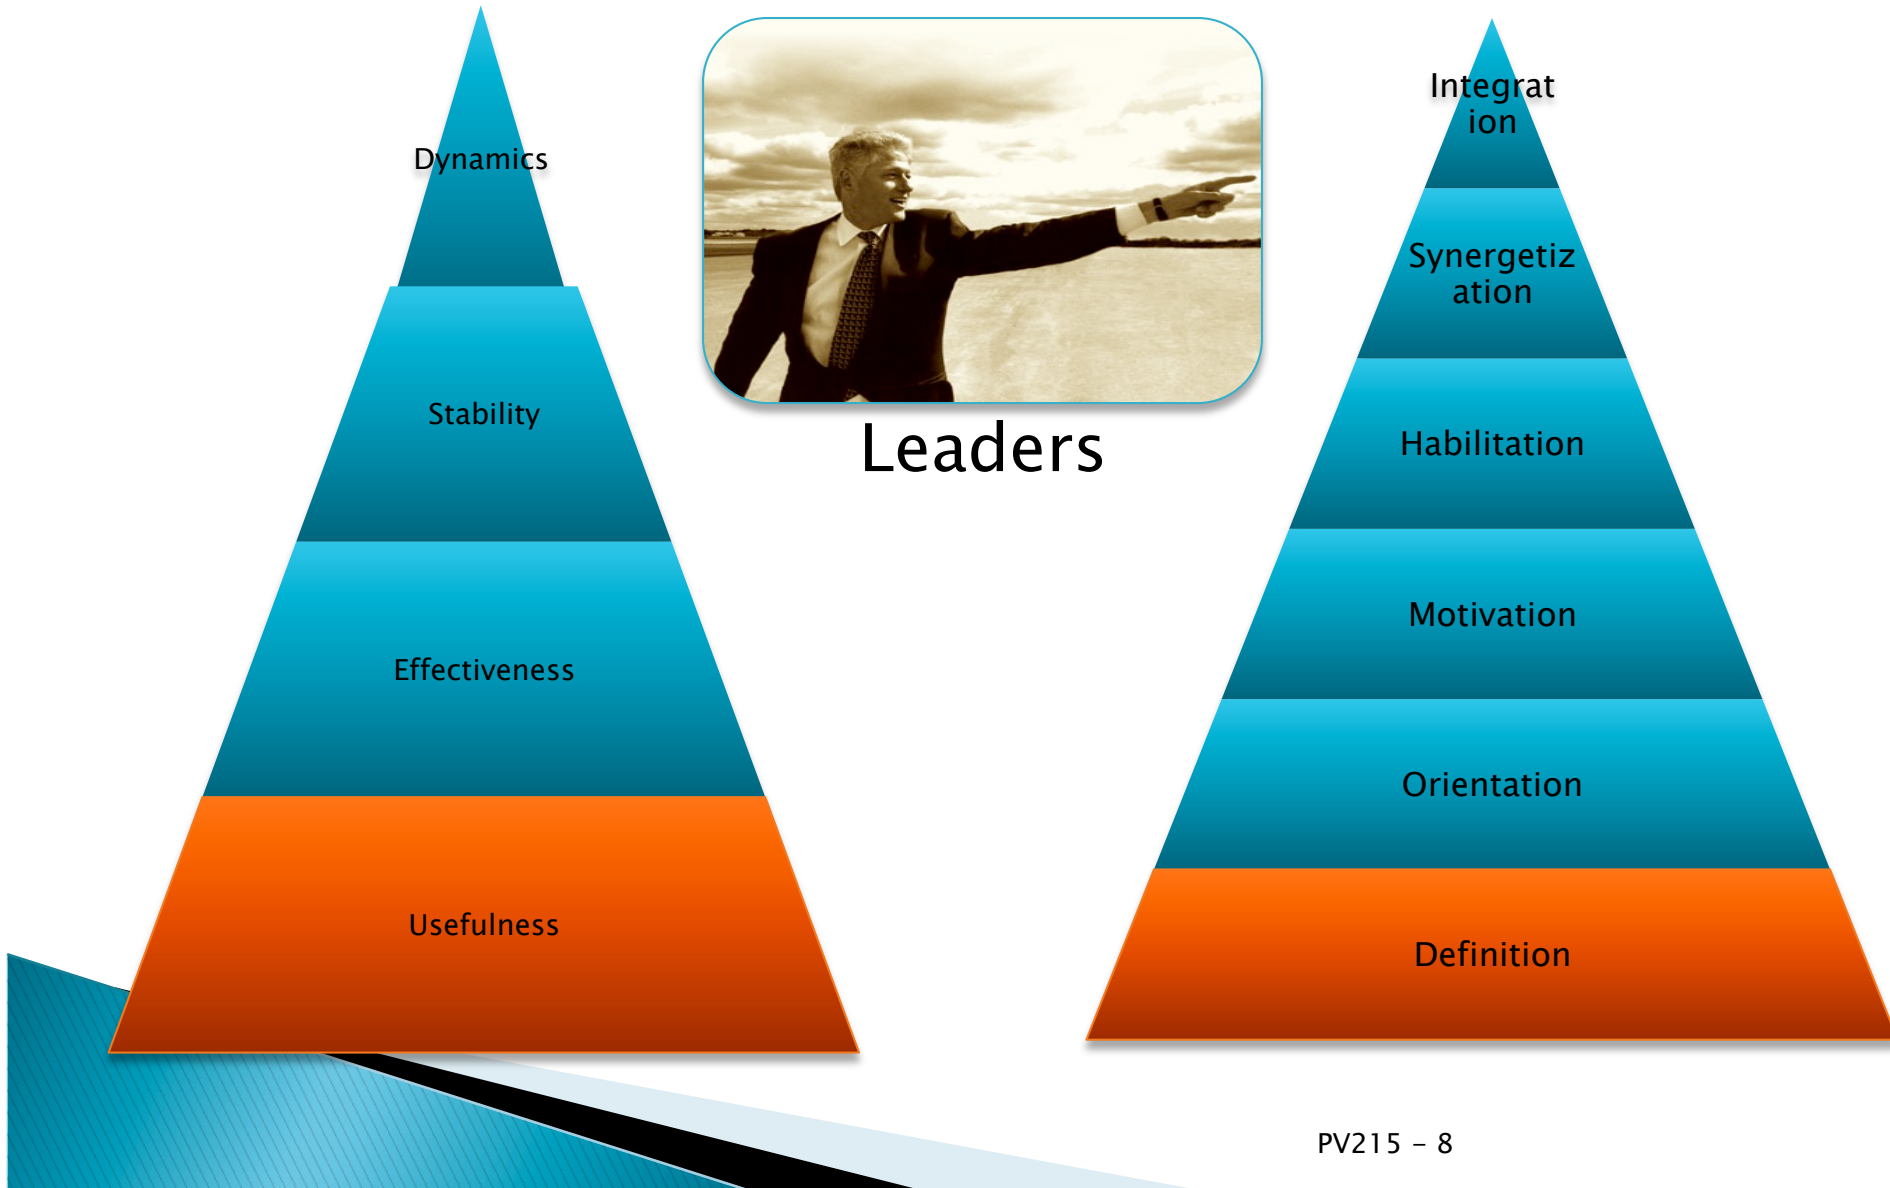 Dynamics
Stability
Effectiveness
Usefulness
Leaders
Integrat
ion
Synergetiz
ation
Habilitation
Motivation
Orientation
Definition
PV215 – 8